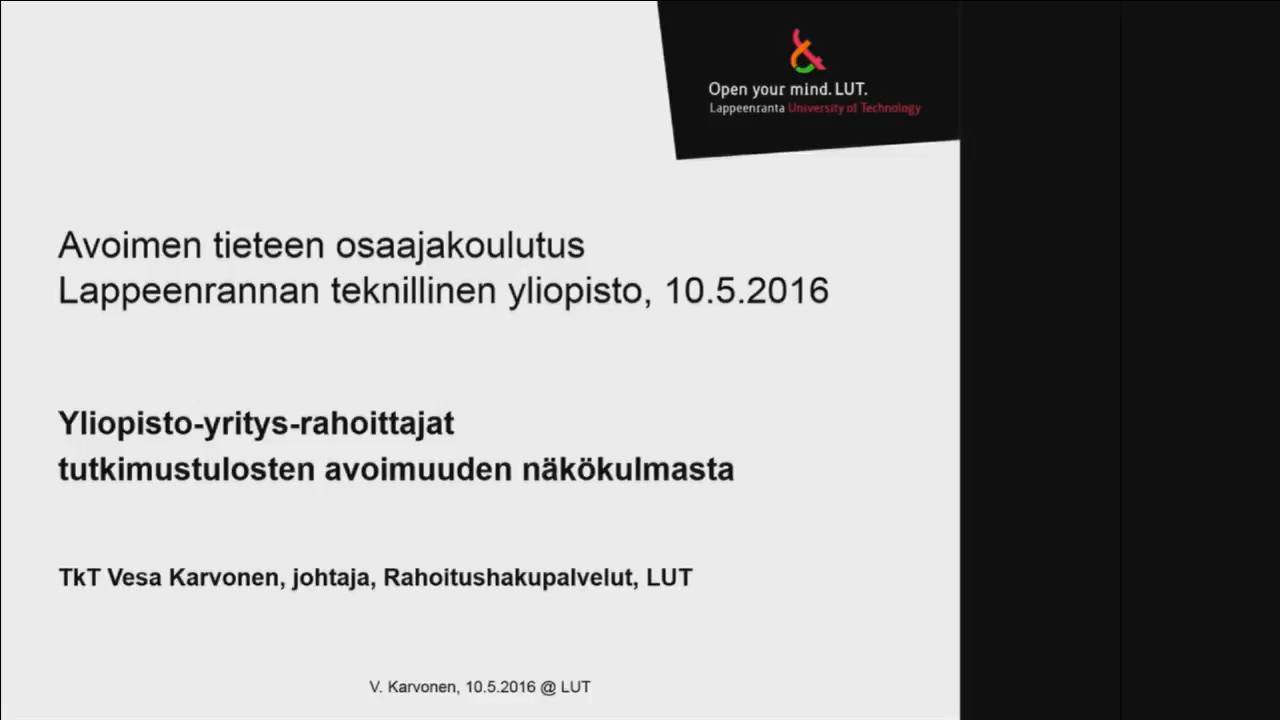 Open your mind. LUT.
Lappeenranta University of Technology
Avoimen tieteen osaajakoulutus
Lappeenrannan teknillinen yliopisto, 10.5.2016
Yliopisto-yritys-rahoittajat
tutkimustulosten avoimuuden näkökulmasta
TkT Vesa Karvonen, johtaja, Rahoitushakupalvelut, LUT
V. Karvonen, 10.5.2016 @ LUT